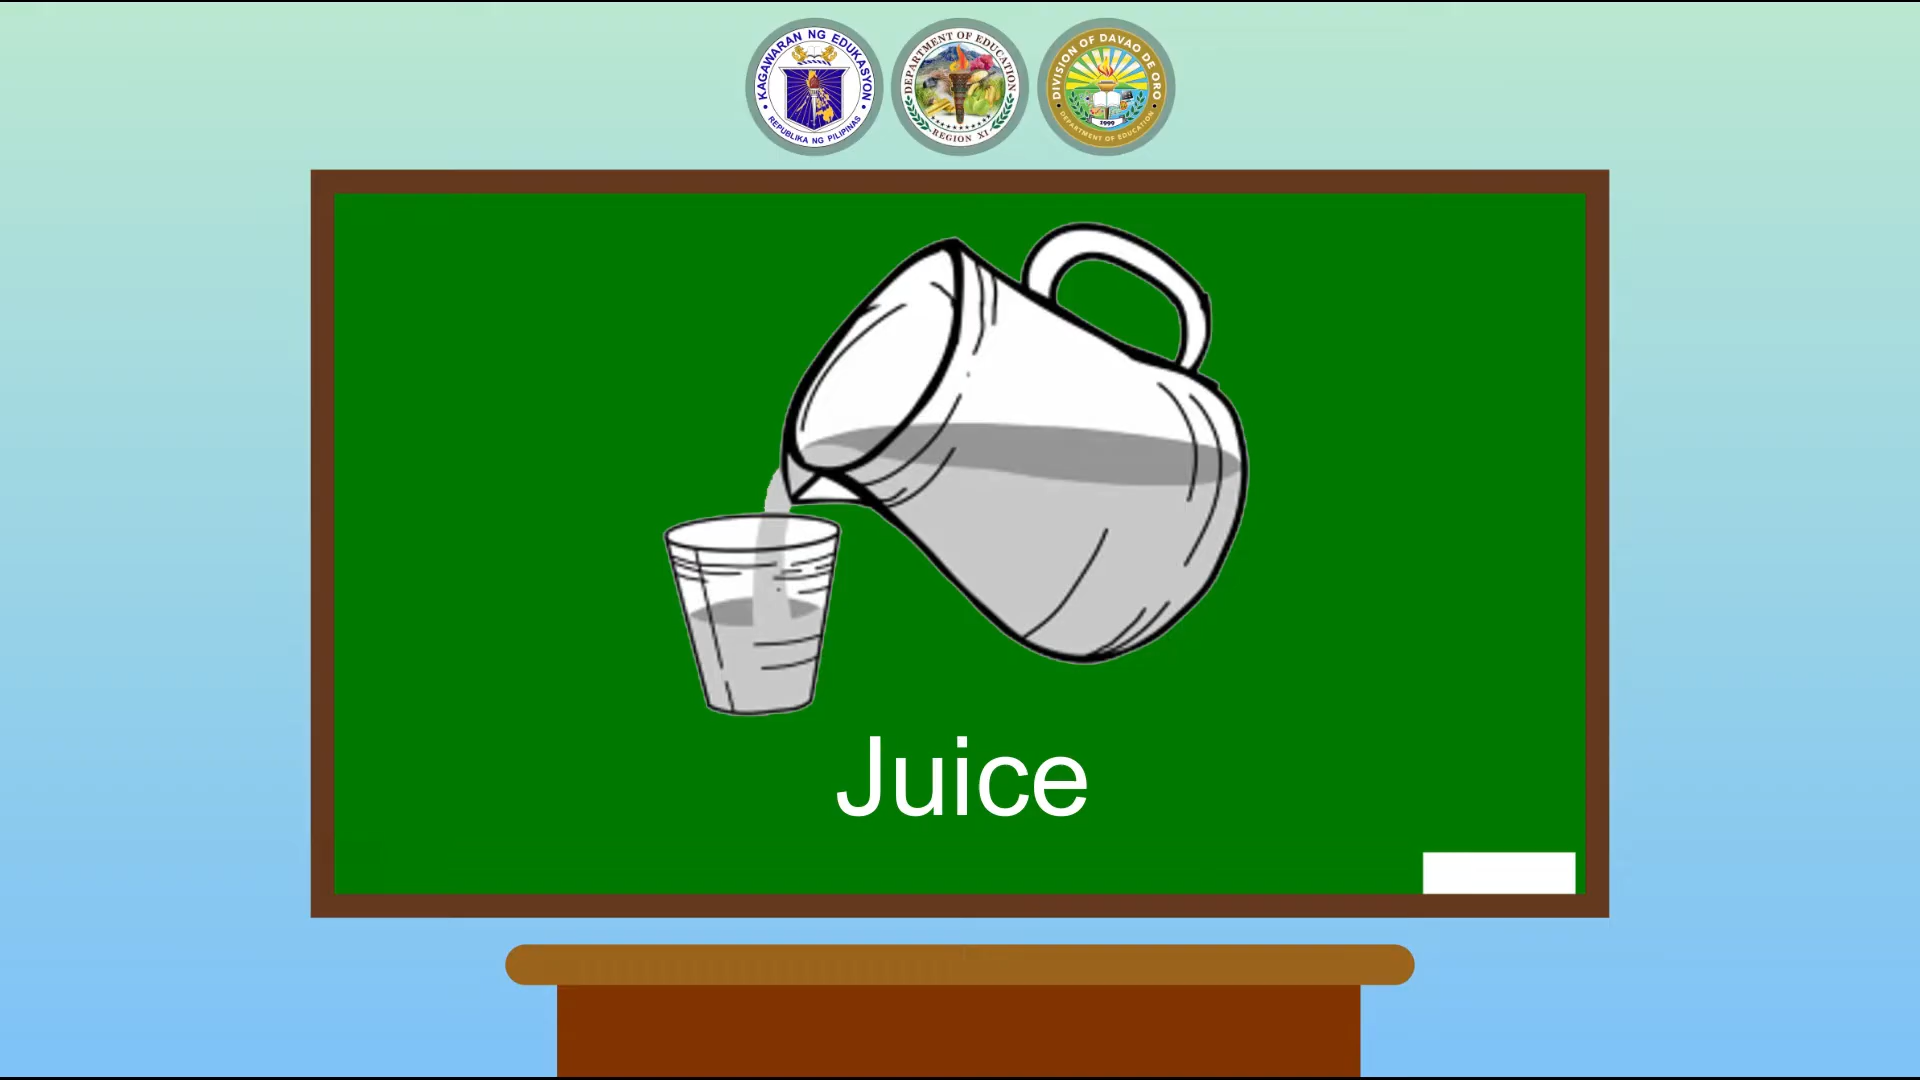 KAGAWARAN NG EDUKASYON
REPUBLIKA NG PILIPINAS
DEPARTMENT OF EDUCATION
REGION XI
DIVISION OF DAVAO DE ORO
1999
DEPARTMENT OF EDUCATION
Juice